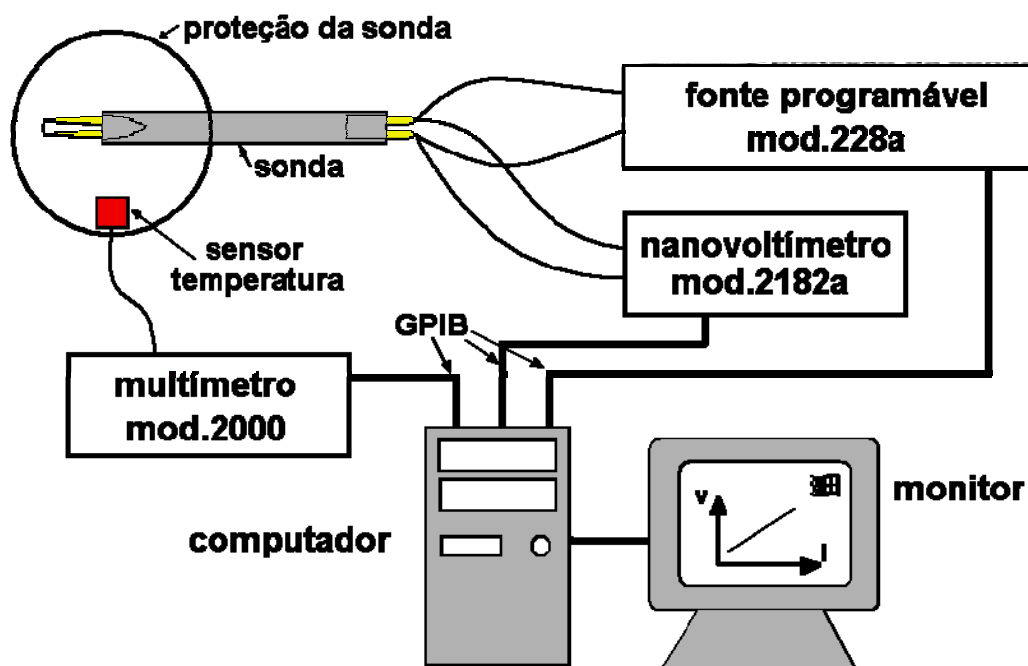 proteção da sonda
fonte programável
mod.228a
sonda
sensor
temperatura
nanovoltímetro
mod.2182a
GPIB
multímetro
mod.2000
computador
monitor
v
I